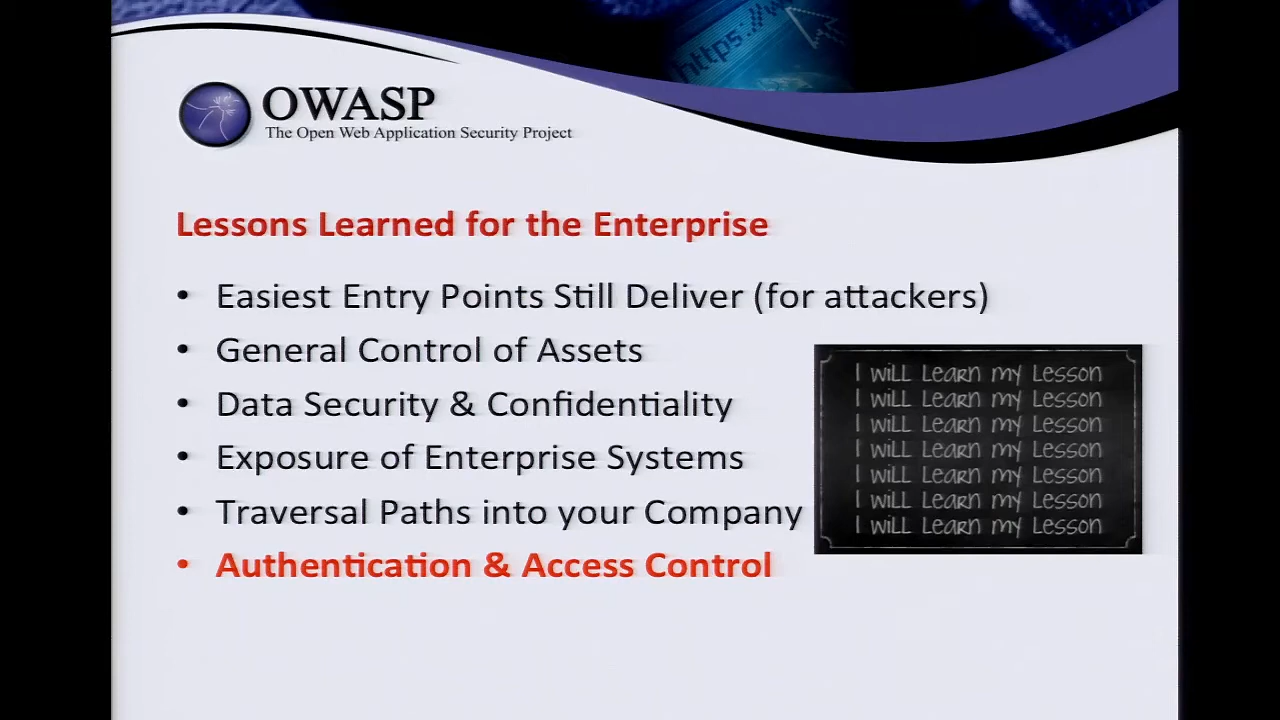 https://w
OWASP
The Open Web Application Security Project
Lessons Learned for the Enterprise
• Easiest Entry Points Still Deliver (for attackers)
• General Control of Assets
• Data Security & Confidentiality
• Exposure of Enterprise Systems
• Traversal Paths into your Company
• Authentication & Access Control
I will Learn my Lesson
I will Learn my Lesson
I will Learn my Lesson
I will Learn my Lesson
I will Learn my Lesson
I will Learn my Lesson
I will Learn my Lesson